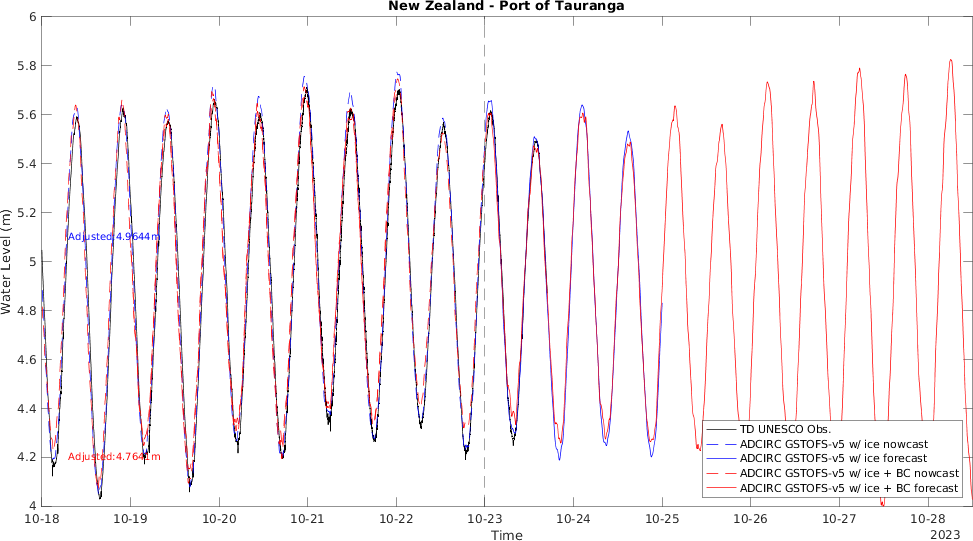 New Zealand - Port of Tauranga
6
5.8
5.6
5.4
5.2
5
4.8
4.6
4.4
4.2
4
Water Level (m)
Adjusted:4.9644m
Adjusted:4.7641m
TD UNESCO Obs.
ADCIRC GSTOFS-v5 w/ ice nowcast
ADCIRC GSTOFS-v5 w/ ice forecast
ADCIRC GSTOFS-v5 w/ ice + BC nowcast
ADCIRC GSTOFS-v5 w/ ice + BC forecast
10-18 10-19 10-20 10-21 10-22 10-23 10-24 10-25 10-26 10-27 10-28
2023
Time